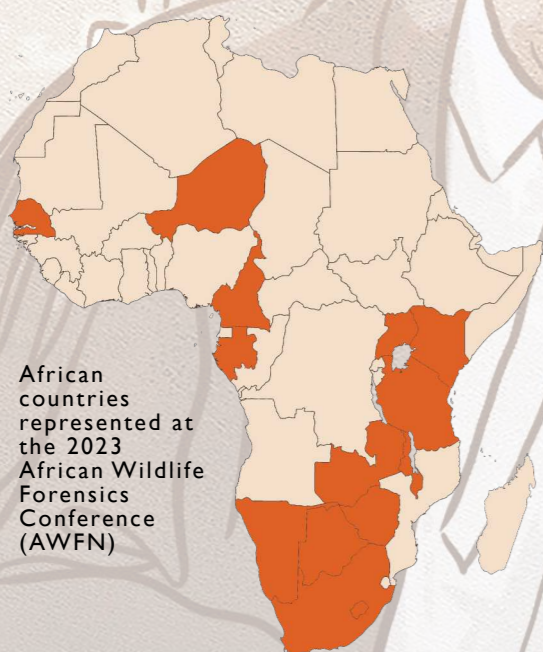 African
countries
represented at
the 2023
African Wildlife
Forensics
Conference
(AWFN)